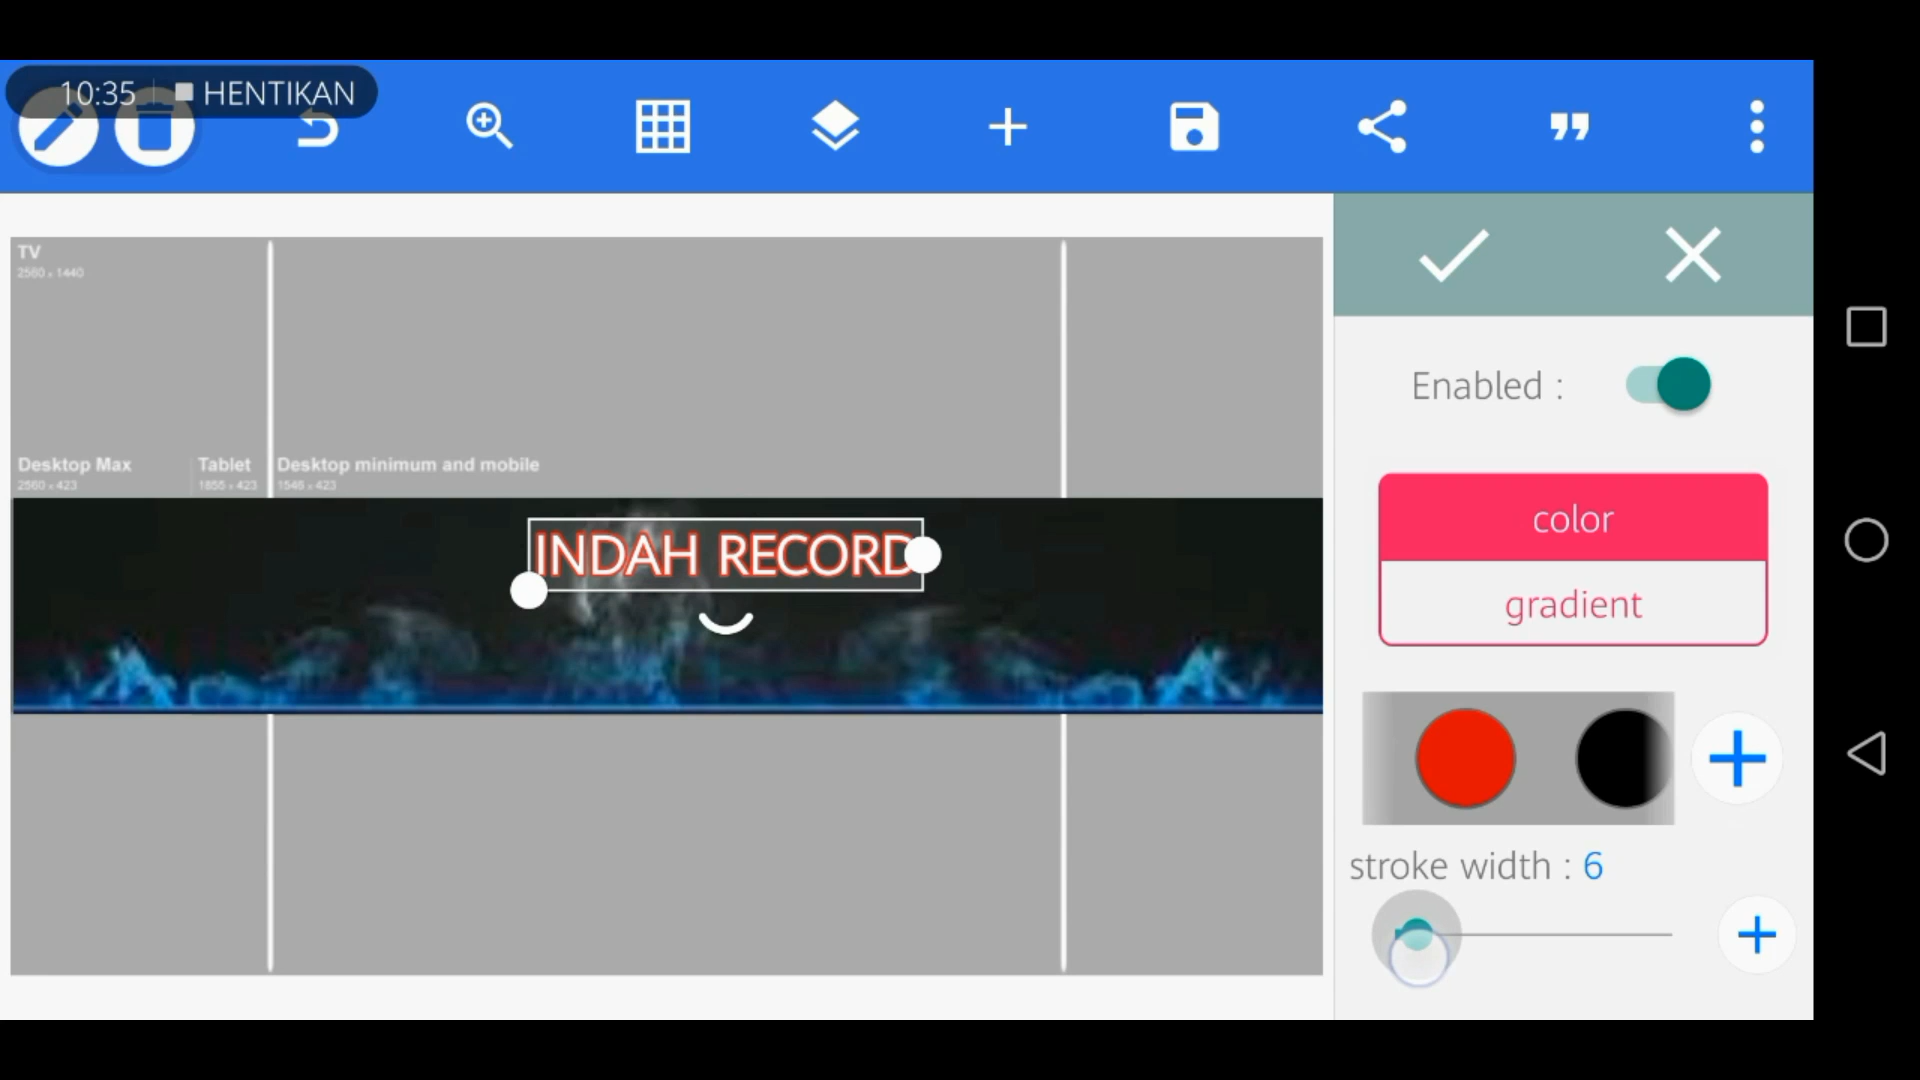 10:35 HENTIKAN
TV
2560 x 1440
Enabled :
color
Desktop Max
Tablet
Desktop minimum and mobile
2560 x 423
1855 x 423
1546 x 423
INDAH RECORD
gradient
stroke width : 6